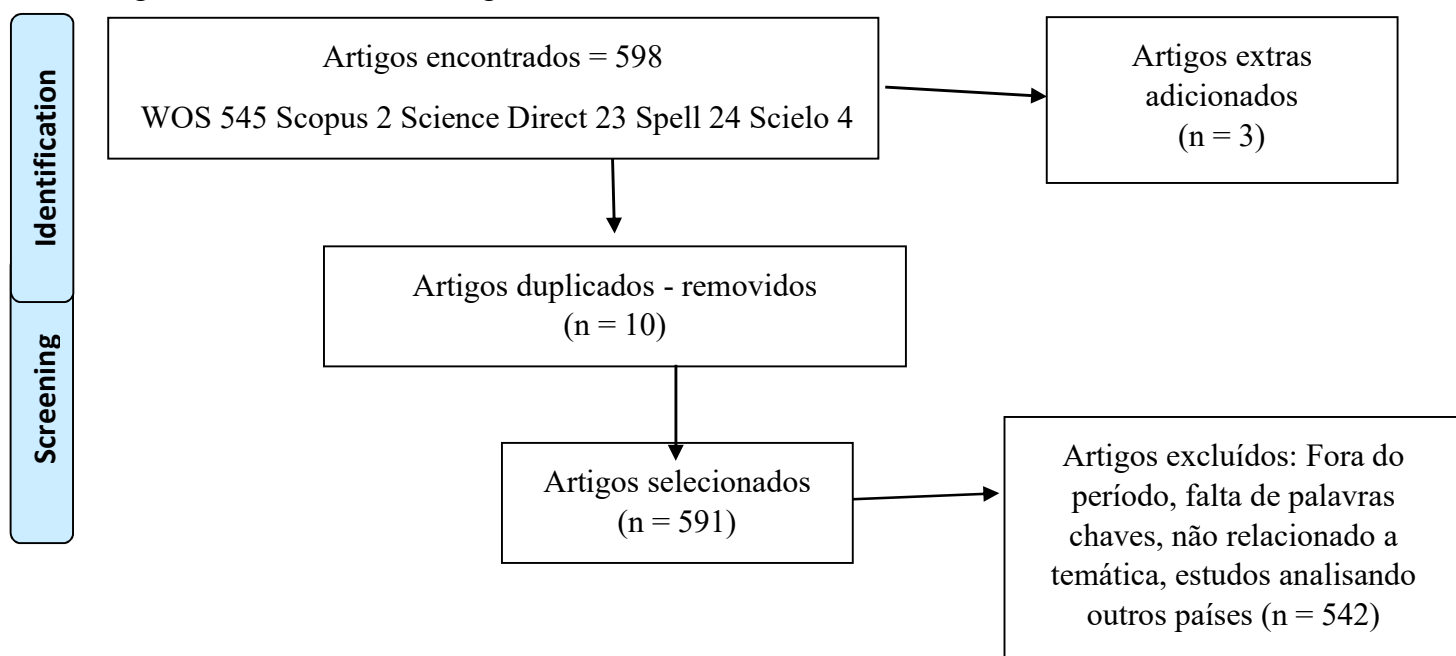 Identification
Artigos encontrados = 598
WOS 545 Scopus 2 Science Direct 23 Spell 24 Scielo 4
Artigos extras
adicionados
(n = 3)
Artigos duplicados - removidos
(n = 10)
Screening
Artigos selecionados
(n = 591)
Artigos excluídos: Fora do
período, falta de palavras
chaves, não relacionado a
temática, estudos analisando
outros países (n = 542)